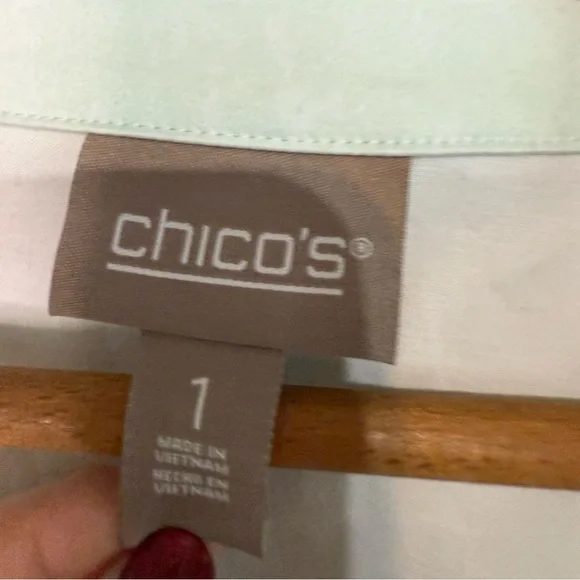 chico's®
1
MADE IN
VIETNAM
HECHO EN
VIETNAM